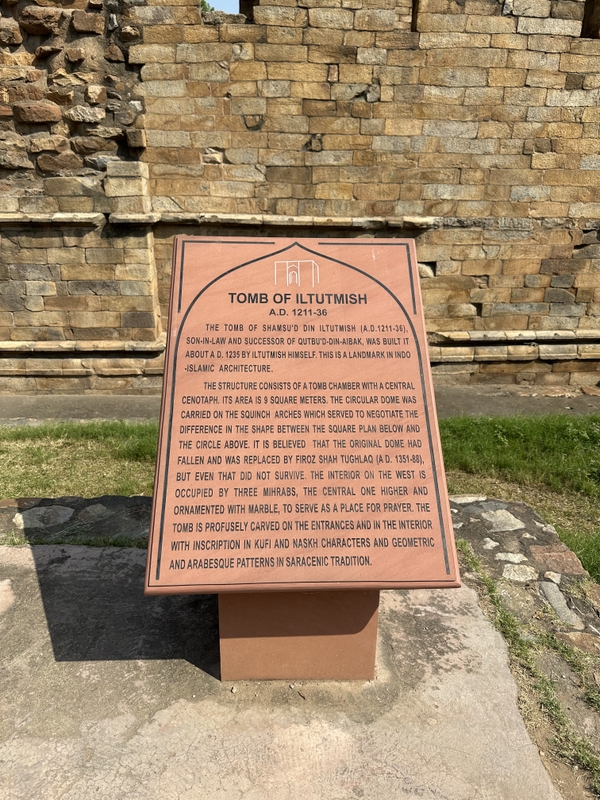 TOMB OF ILTUTMISH
A.D. 1211-36
THE TOMB OF SHAMSU'D DIN ILTUTMISH (A.D.1211-36),
SON-IN-LAW AND SUCCESSOR OF QUTBU'D-DIN-AIBAK, WAS BUILT IT
ABOUT A D. 1235 BY ILTUTMISH HIMSELF. THIS IS A LANDMARK IN INDO
-ISLAMIC ARCHITECTURE.
THE STRUCTURE CONSISTS OF A TOMB CHAMBER WITH A CENTRAL
CENOTAPH. ITS AREA IS 9 SQUARE METERS. THE CIRCULAR DOME WAS
CARRIED ON THE SQUINCH ARCHES WHICH SERVED TO NEGOTIATE THE
DIFFERENCE IN THE SHAPE BETWEEN THE SQUARE PLAN BELOW AND
THE CIRCLE ABOVE. IT IS BELIEVED THAT THE ORIGINAL DOME HAD
FALLEN AND WAS REPLACED BY FIROZ SHAH TUGHLAQ (A D. 1351-88),
BUT EVEN THAT DID NOT SURVIVE. THE INTERIOR ON THE WEST IS
OCCUPIED BY THREE MIHRABS, THE CENTRAL ONE HIGHER AND
ORNAMENTED WITH MARBLE, TO SERVE AS A PLACE FOR PRAYER. THE
TOMB IS PROFUSELY CARVED ON THE ENTRANCES AND IN THE INTERIOR
WITH INSCRIPTION IN KUFI AND NASKH CHARACTERS AND GEOMETRIC
AND ARABESQUE PATTERNS IN SARACENIC TRADITION.